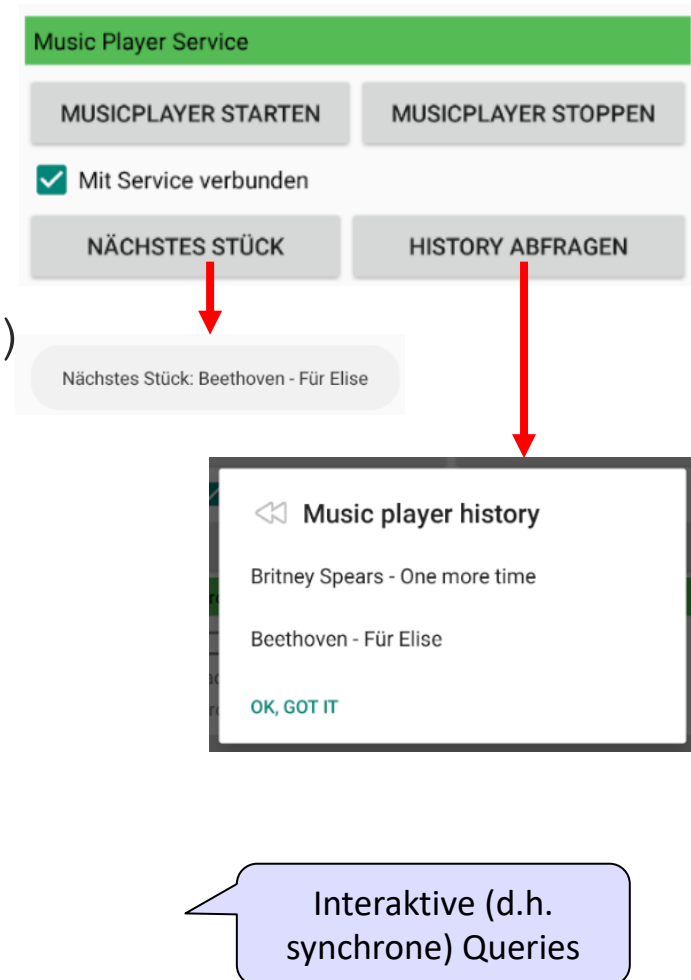 Music Player Service
MUSICPLAYER STARTEN
MUSICPLAYER STOPPEN
Mit Service verbunden
NÄCHSTES STÜCK
HISTORY ABFRAGEN
)
Nächstes Stück: Beethoven - Für Elise
Music player history
Britney Spears - One more time
Beethoven - Für Elise
OK, GOT IT
Interaktive (d.h.
synchrone) Queries